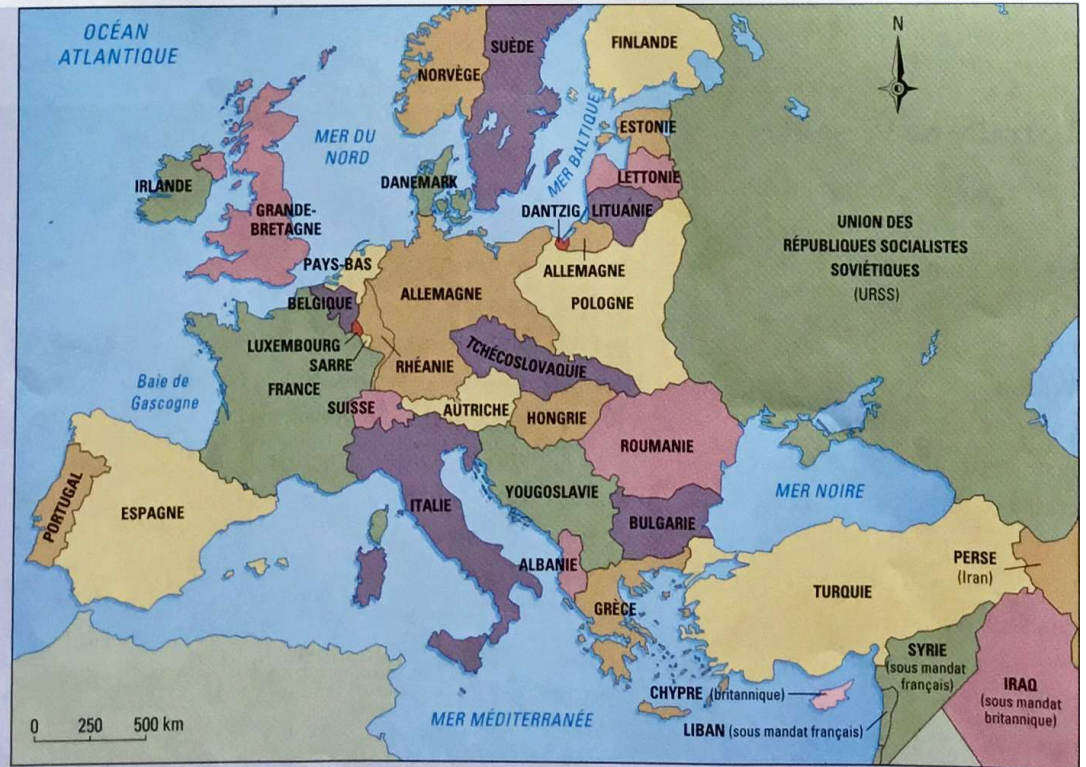 OCÉAN
ATLANTIQUE
N
SUÈDE
FINLANDE
NORVÈGE
MER DU
NORD
MER BALTIQUE
ESTONIE
LETTONIE
IRLANDE
DANEMARK
DANTZIG
LITUANIE
GRANDE-
BRETAGNE
UNION DES
RÉPUBLIQUES SOCIALISTES
SOVIÉTIQUES
(URSS)
PAYS-BAS
ALLEMAGNE
BELGIQUE
ALLEMAGNE
POLOGNE
LUXEMBOURG
SARRE
RHÉANIE
TCHÉCOSLOVAQUIE
Baie de
Gascogne
FRANCE
SUISSE
AUTRICHE
HONGRIE
ROUMANIE
PORTUGAL
ESPAGNE
ITALIE
YOUGOSLAVIE
MER NOIRE
BULGARIE
ALBANIE
PERSE
(Iran)
GRÈCE
TURQUIE
SYRIE
(sous mandat
français)
CHYPRE (britannique)
IRAQ
(sous mandat
britannique)
0 250 500 km
MER MÉDITERRANÉE
LIBAN (sous mandat français)